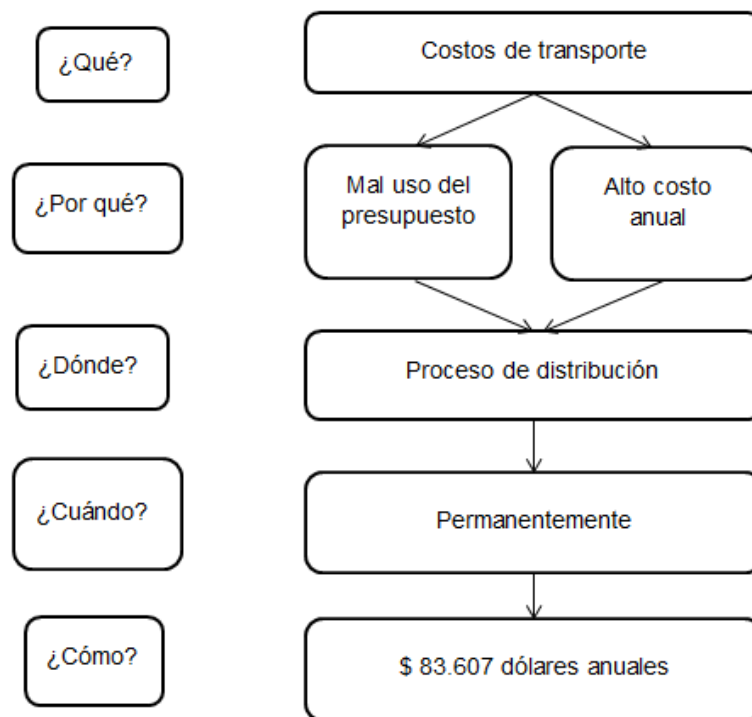 ¿Qué?
Costos de transporte
¿Por qué?
Mal uso del
presupuesto
Alto costo
anual
¿Dónde?
Proceso de distribución
¿Cuándo?
Permanentemente
¿Cómo?
$ 83.607 dólares anuales